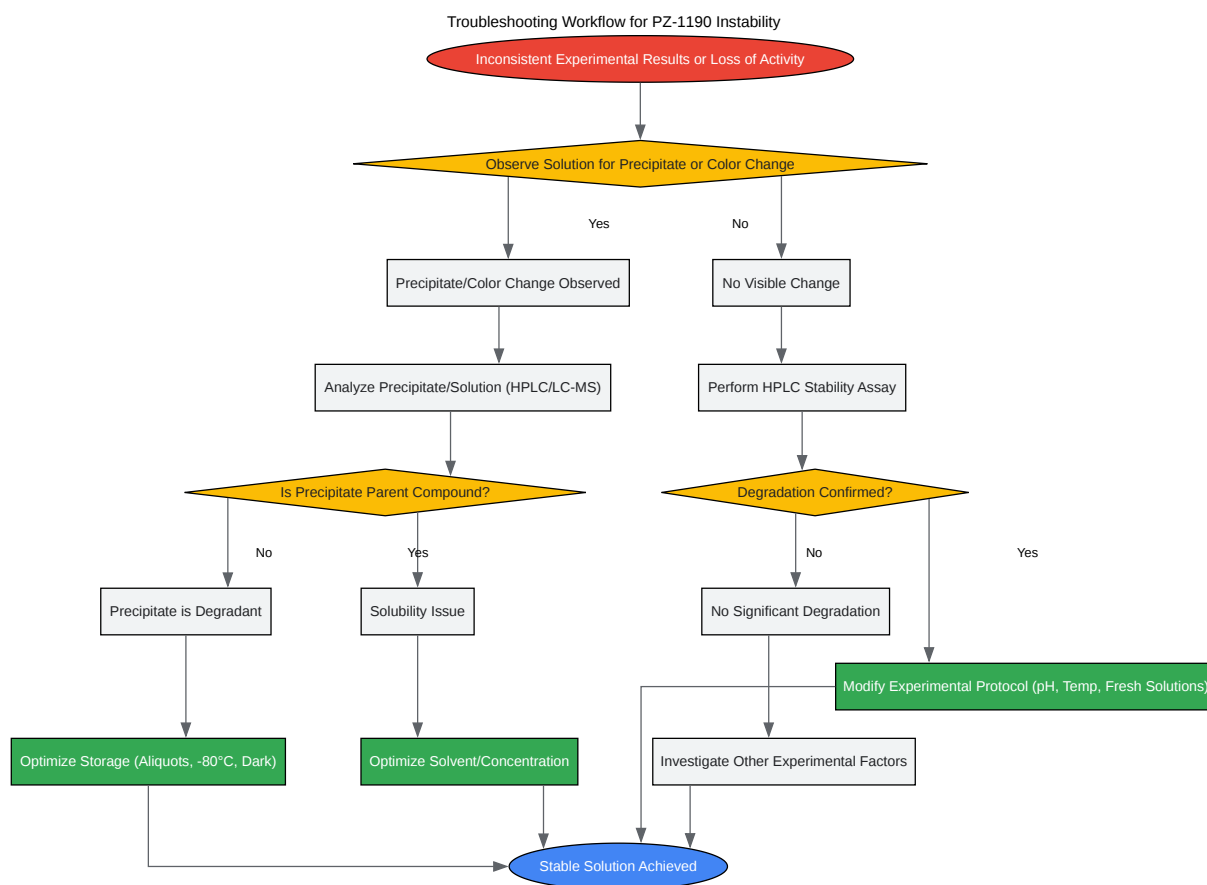 Troubleshooting Workflow for PZ-1190 Instability
Inconsistent Experimental Results or Loss of Activity
Observe Solution for Precipitate or Color Change
Yes
No
Precipitate/Color Change Observed
No Visible Change
Analyze Precipitate/Solution (HPLC/LC-MS)
Perform HPLC Stability Assay
Is Precipitate Parent Compound?
Degradation Confirmed?
No
Yes
No
Yes
Precipitate is Degradant
Solubility Issue
No Significant Degradation
Modify Experimental Protocol (pH, Temp, Fresh Solutions)
Optimize Storage (Aliquots, -80°C, Dark)
Optimize Solvent/Concentration
Investigate Other Experimental Factors
Stable Solution Achieved